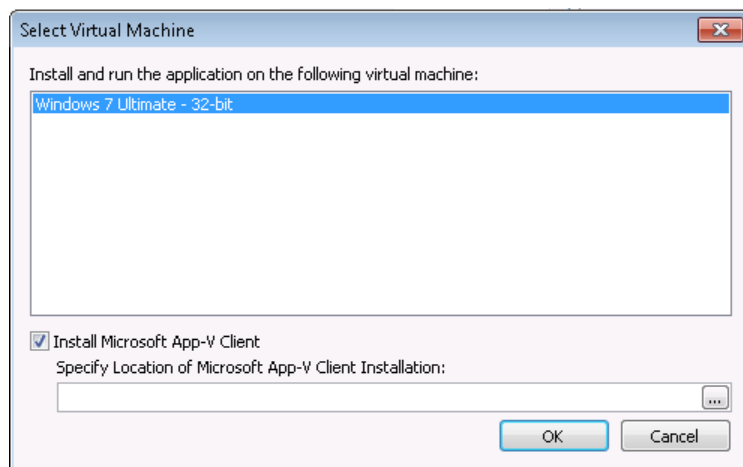 Select Virtual Machine
Install and run the application on the following virtual machine:
Windows 7 Ultimate - 32-bit
Install Microsoft App-V Client
Specify Location of Microsoft App-V Client Installation:
...
OK Cancel